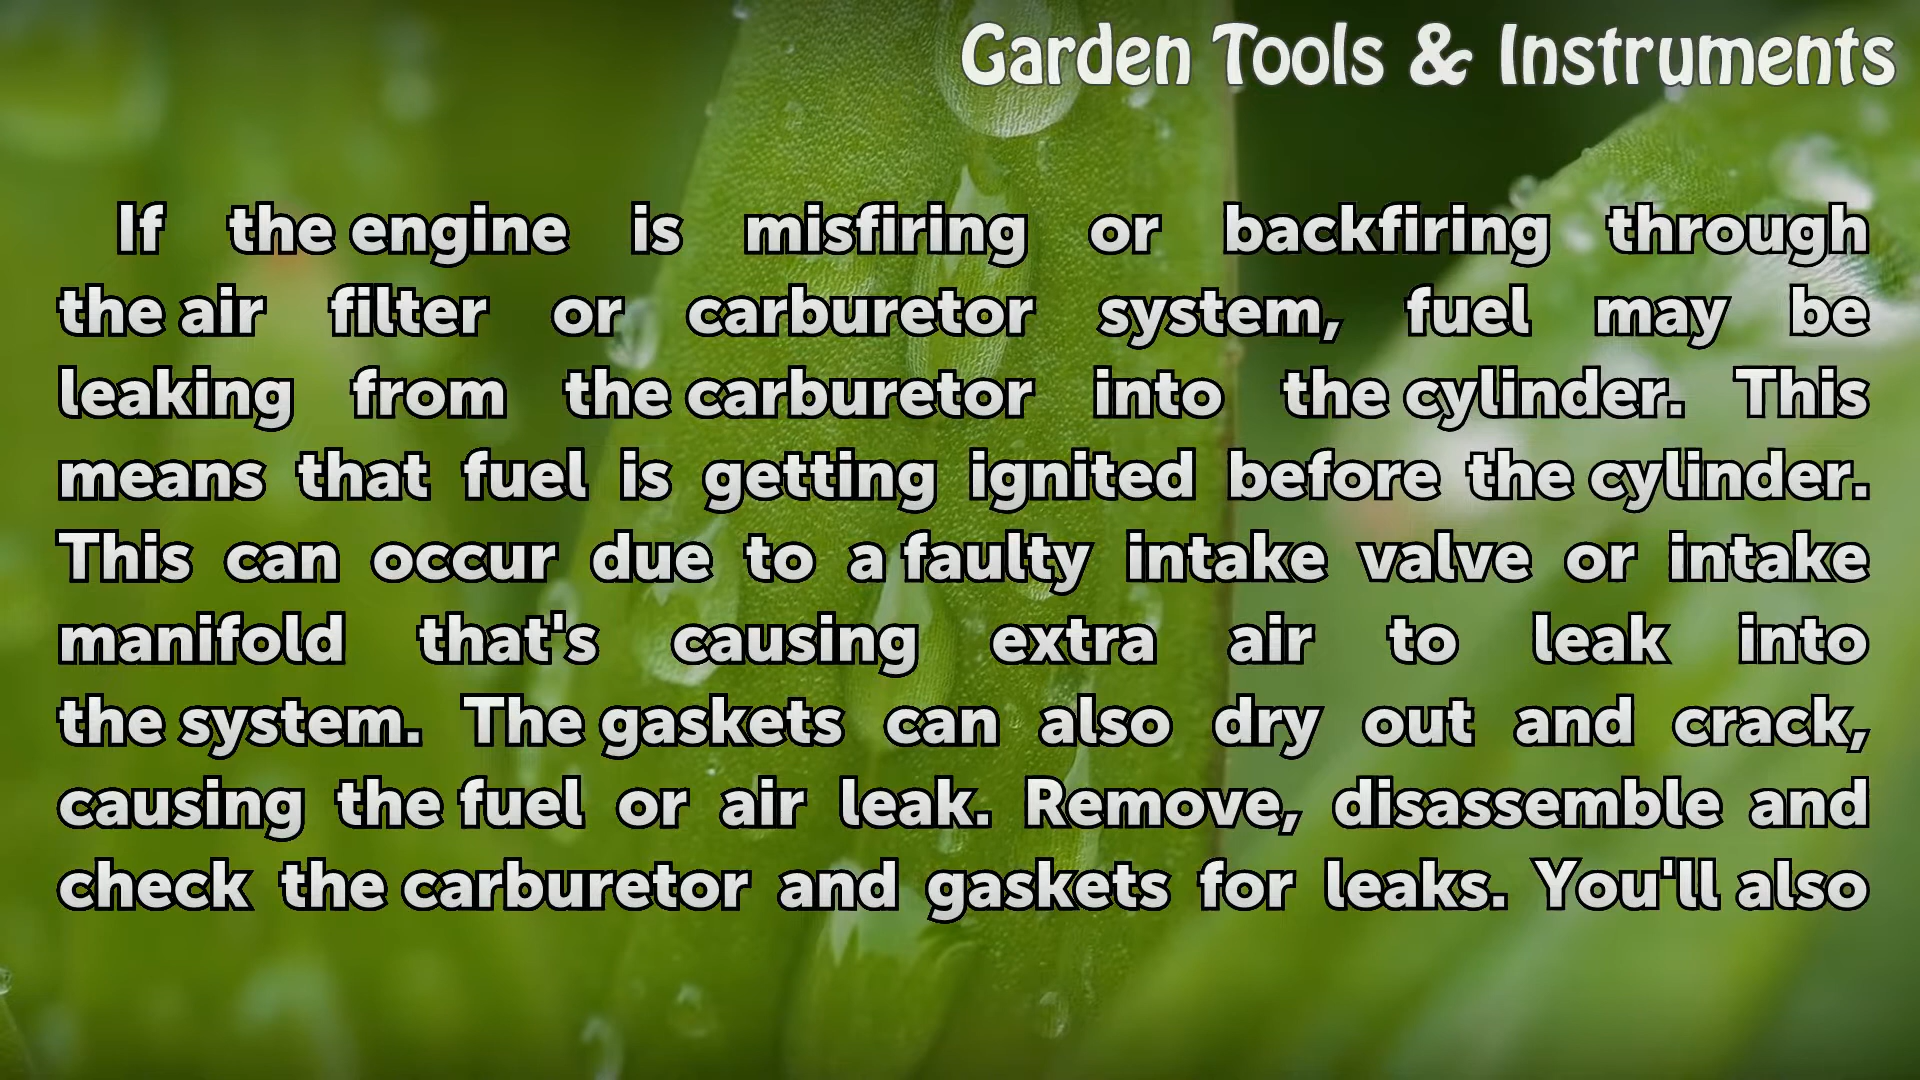 Garden Tools & Instruments
If the engine is misfiring or backfiring through
the air filter or carburetor system, fuel may be
leaking from the carburetor into the cylinder. This
means that fuel is getting ignited before the cylinder.
This can occur due to a faulty intake valve or intake
manifold that's causing extra air to leak into
the system. The gaskets can also dry out and crack,
causing the fuel or air leak. Remove, disassemble and
check the carburetor and gaskets for leaks. You'll also